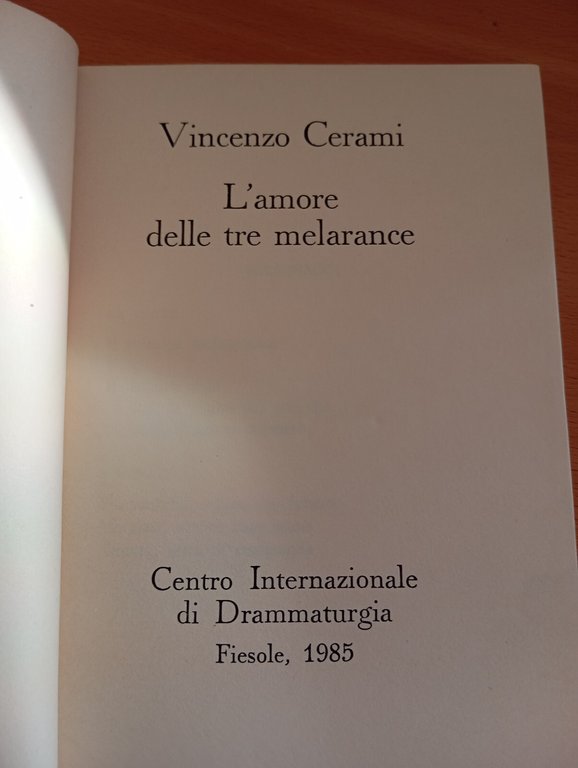 Vincenzo Cerami
L'amore
delle tre melarance
Centro Internazionale
di Drammaturgia
Fiesole, 1985